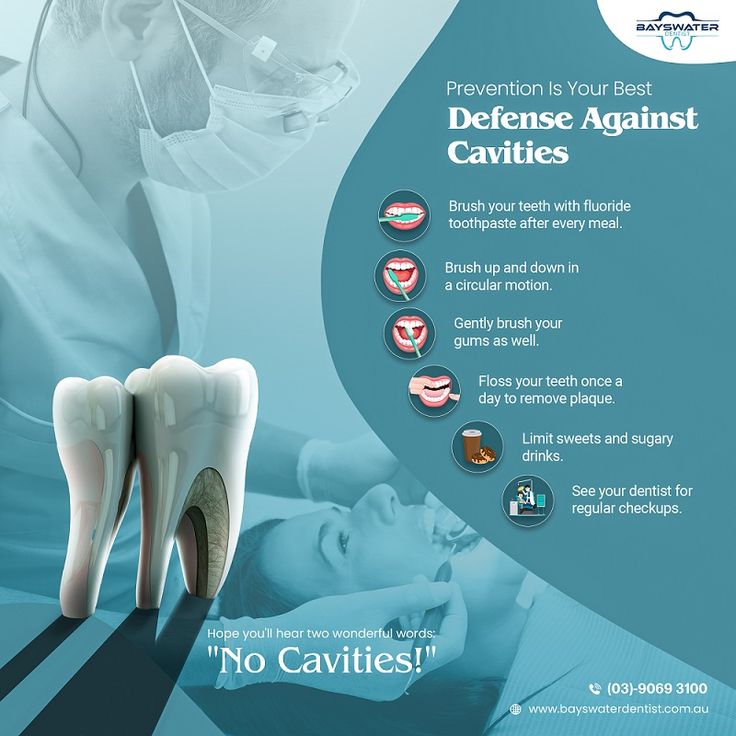 BAYSWATER
DENTIST
Prevention Is Your Best
Defense Against
Cavities
Brush your teeth with fluoride
toothpaste after every meal.
Brush up and down in
a circular motion.
Gently brush your
gums as well.
Floss your teeth once a
day to remove plaque.
Limit sweets and sugary
drinks.
See your dentist for
regular checkups.
Hope you'll hear two wonderful words:
"No Cavities!"
(03)-9069 3100
www.bayswaterdentist.com.au